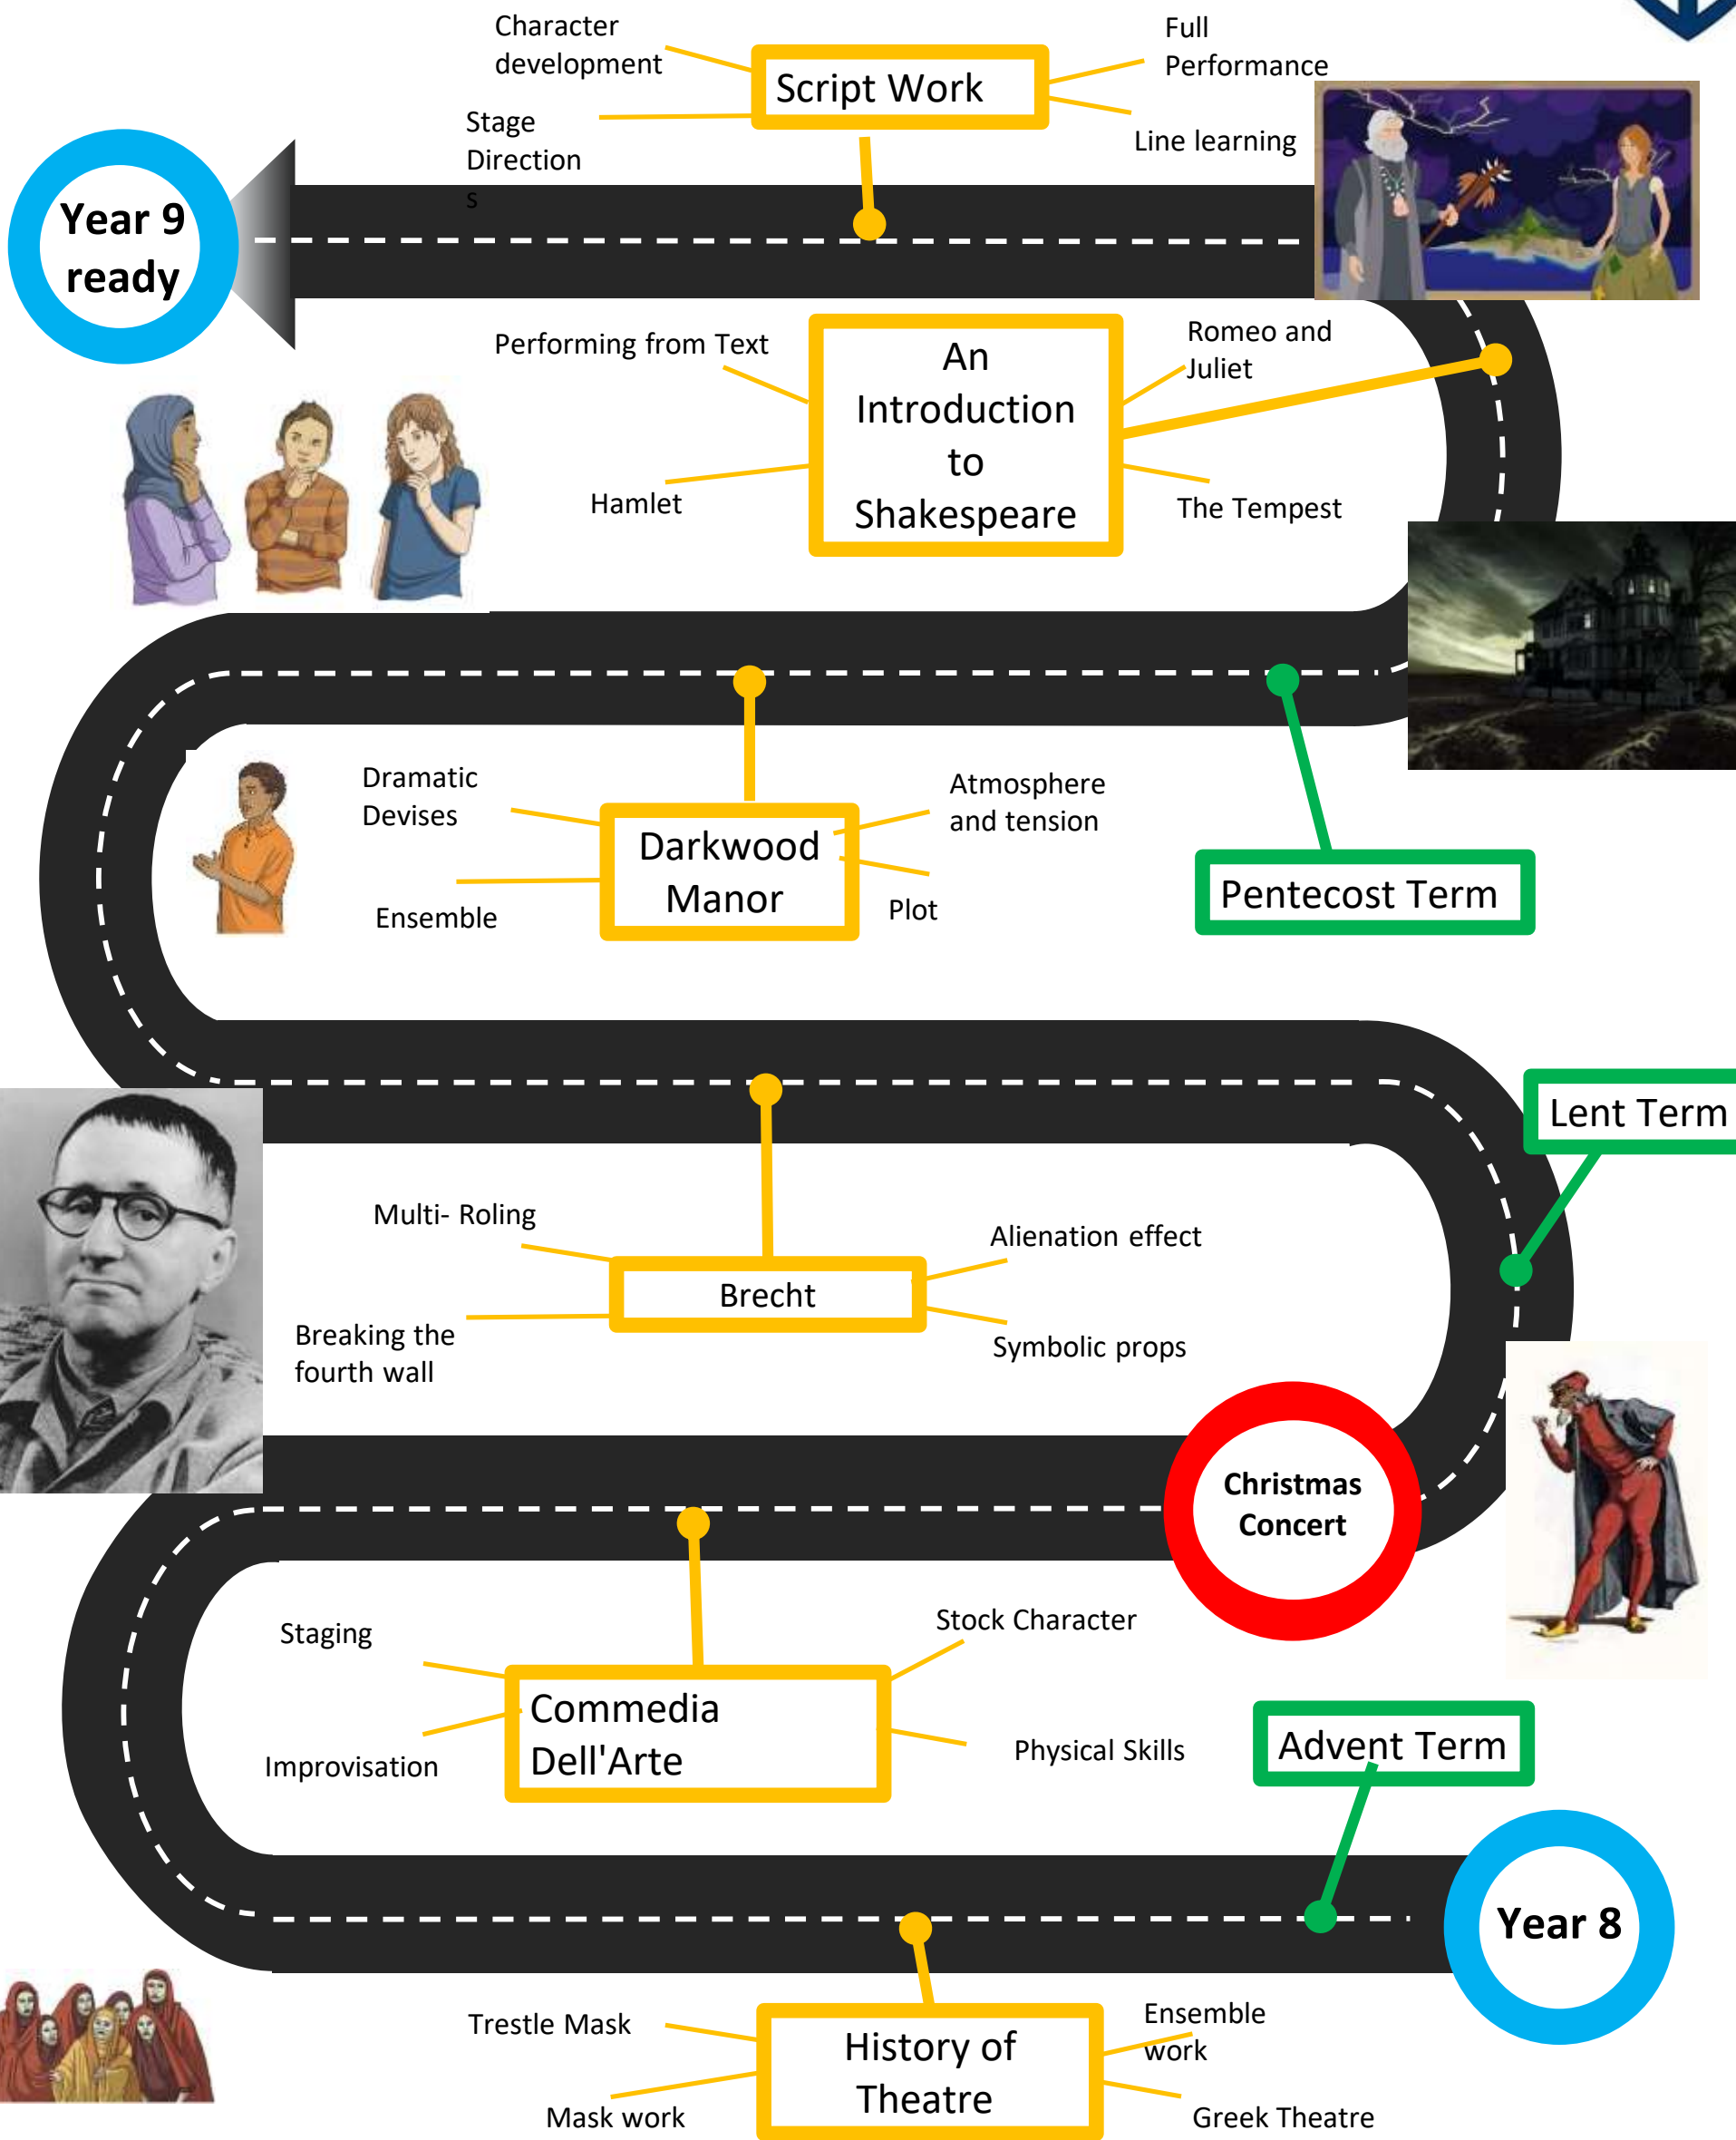 Character
development
Full
Performance
Script Work
Stage
Direction
s
Line learning
Year 9
ready
Performing from Text
An
Introduction
to
Shakespeare
Romeo and
Juliet
Hamlet
The Tempest
Dramatic
Devises
Atmosphere
and tension
Darkwood
Manor
Ensemble
Plot
Pentecost Term
Lent Term
Multi- Roling
Alienation effect
Brecht
Breaking the
fourth wall
Symbolic props
Christmas
Concert
Staging
Stock Character
Commedia
Dell'Arte
Improvisation
Physical Skills
Advent Term
Year 8
Trestle Mask
Ensemble
work
History of
Theatre
Mask work
Greek Theatre